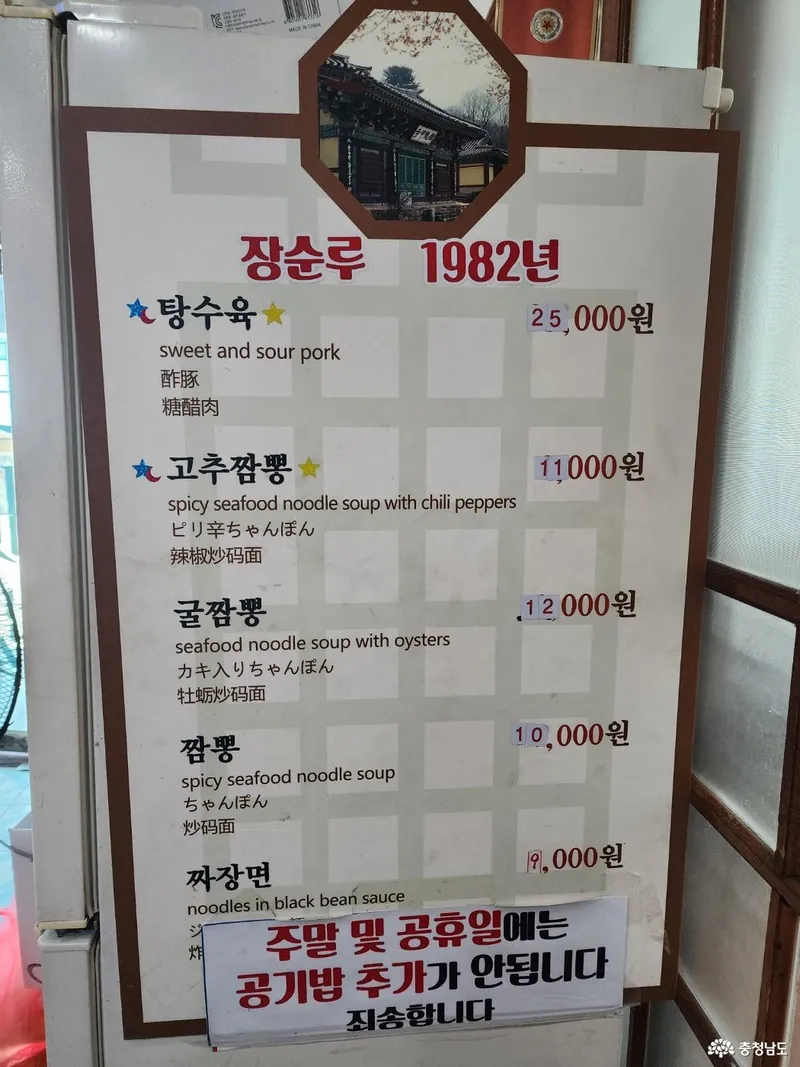 MADE IN CHINA
장순루 1982년
탕수육 25,000원
sweet and sour pork
酢豚
糖醋肉
고추짬뽕 11,000원
spicy seafood noodle soup with chili peppers
ピリ辛ちゃんぽん
辣椒炒码面
굴짬뽕 12,000원
seafood noodle soup with oysters
カキ入りちゃんぽん
牡蛎炒码面
짬뽕 10,000원
spicy seafood noodle soup
ちゃんぽん
炒码面
짜장면 9,000원
noodles in black bean sauce
주말 및 공휴일에는
공기밥 추가가 안됩니다
죄송합니다
충청남도